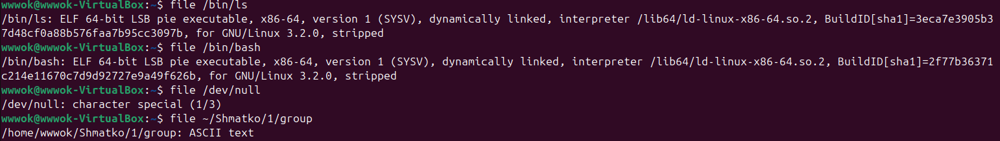 wwwok@wwwok-VirtualBox:~$ file /bin/ls
/bin/ls: ELF 64-bit LSB pie executable, x86-64, version 1 (SYSV), dynamically linked, interpreter /lib64/ld-linux-x86-64.so.2, BuildID[sha1]=3eca7e3905b3
7d48cf0a88b576faa7b95cc3097b, for GNU/Linux 3.2.0, stripped
wwwok@wwwok-VirtualBox:~$ file /bin/bash
/bin/bash: ELF 64-bit LSB pie executable, x86-64, version 1 (SYSV), dynamically linked, interpreter /lib64/ld-linux-x86-64.so.2, BuildID[sha1]=2f77b36371
c214e11670c7d9d92727e9a49f626b, for GNU/Linux 3.2.0, stripped
wwwok@wwwok-VirtualBox:~$ file /dev/null
/dev/null: character special (1/3)
wwwok@wwwok-VirtualBox:~$ file ~/Shmatko/1/group
/home/wwwok/Shmatko/1/group: ASCII text